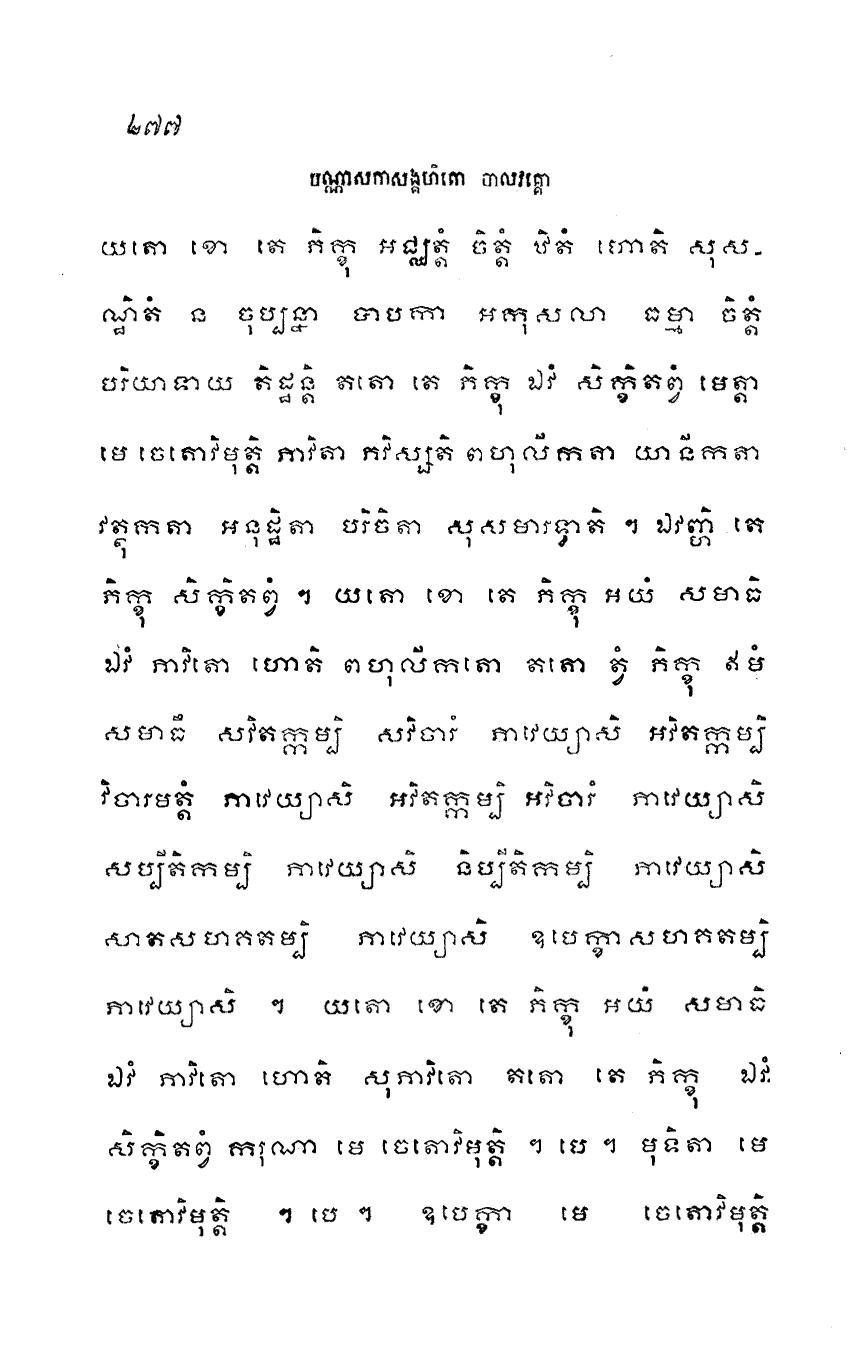 ២៧៧
បណ្ណាសកាសង្គហិតោ ចាលវគ្គោ
យតោ ខោ តេ ភិក្ខុ អជ្ឈត្តំ ចិត្តំ ឋិតំ ហោតិ សុស-
ណ្ឋិតំ ន ចុប្បន្នា ចាបកា អកុសលា ធម្មា ចិត្តំ
បរិយាទាយ តិដ្ឋន្តិ តតោ តេ ភិក្ខុ ឯវំ សិក្ខិតព្វំ មេត្តា
មេ ចេតោវិមុត្តិ ភាវិតា ភវិស្សតិ ពហុលីកតា យានីកតា
វត្ថុកតា អនុដ្ឋិតា បរិចិតា សុសមារទ្ធាតិ ។ ឯវញ្ហិ តេ
ភិក្ខុ សិក្ខិតព្វំ ។ យតោ ខោ តេ ភិក្ខុ អយំ សមាធិ
ឯវំ ភាវិតោ ហោតិ ពហុលីកតោ តតោ ត្វំ ភិក្ខុ ឥមំ
សមាធឹ សវិតក្កម្បិ សវិចារំ ភាវេយ្យាសិ អវិតក្កម្បិ
វិចារមត្តំ ភាវេយ្យាសិ អវិតក្កម្បិ អវិចារំ ភាវេយ្យាសិ
សប្បីតិកម្បិ ភាវេយ្យាសិ និប្បីតិកម្បិ ភាវេយ្យាសិ
សាតសហគតម្បិ ភាវេយ្យាសិ ឧបេក្ខាសហគតម្បិ
ភាវេយ្យាសិ ។ យតោ ខោ តេ ភិក្ខុ អយំ សមាធិ
ឯវំ ភាវិតោ ហោតិ សុភាវិតោ តតោ តេ ភិក្ខុ ឯវំ
សិក្ខិតព្វំ ករុណា មេ ចេតោវិមុត្តិ ។ បេ ។ មុទិតា មេ
ចេតោវិមុត្តិ ។ បេ ។ ឧបេក្ខា មេ ចេតោវិមុត្តិ